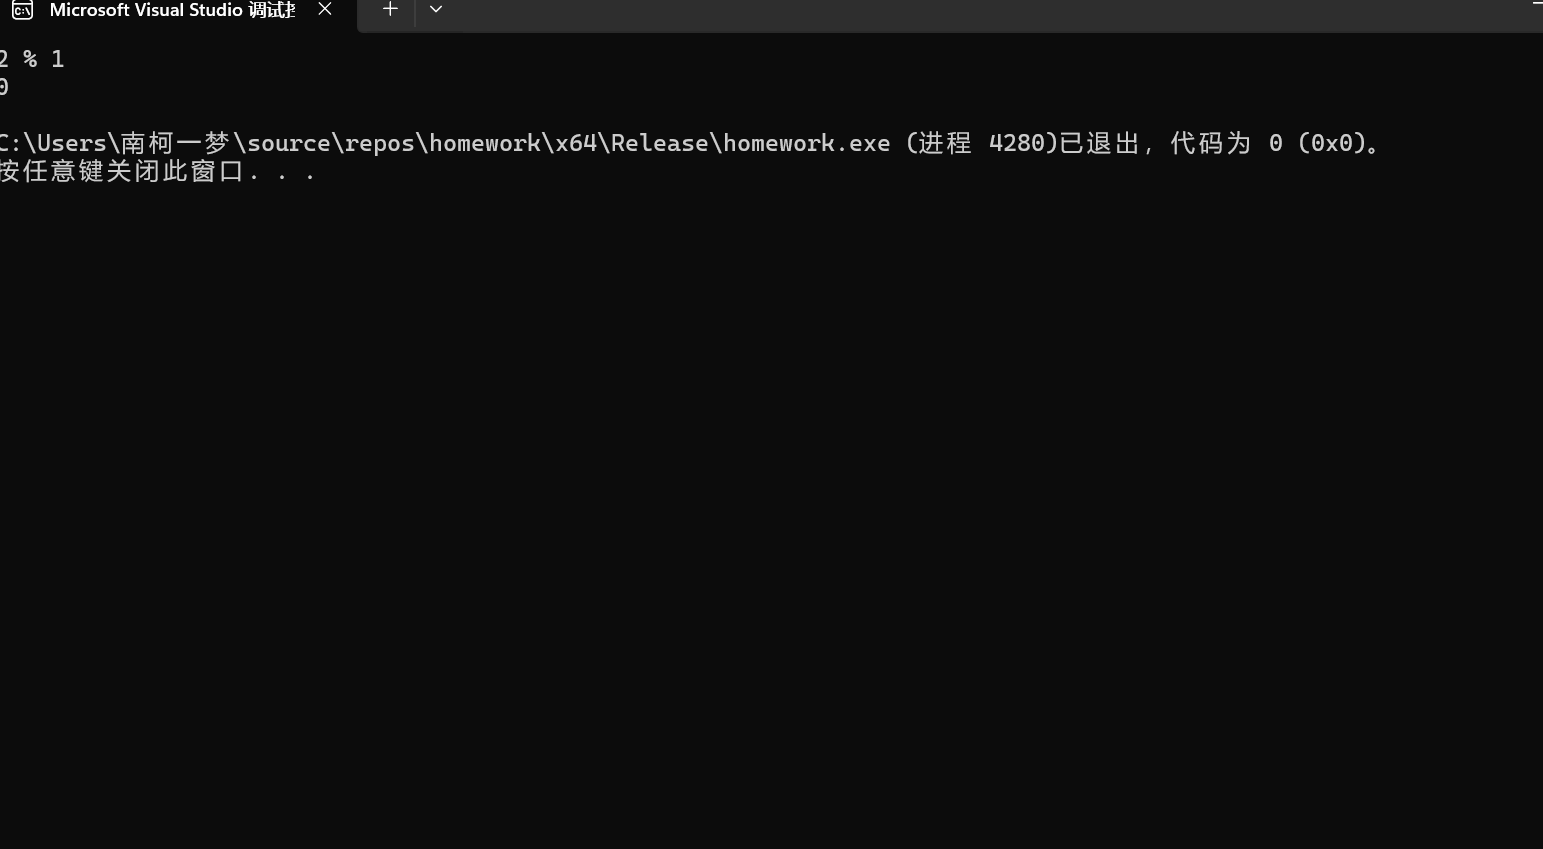 Microsoft Visual Studio 调试
2 % 1
0
C:\Users\南柯一梦\source\repos\homework\x64\Release\homework.exe (进程 4280)已退出，代码为 0 (0x0)。
按任意键关闭此窗口. . .